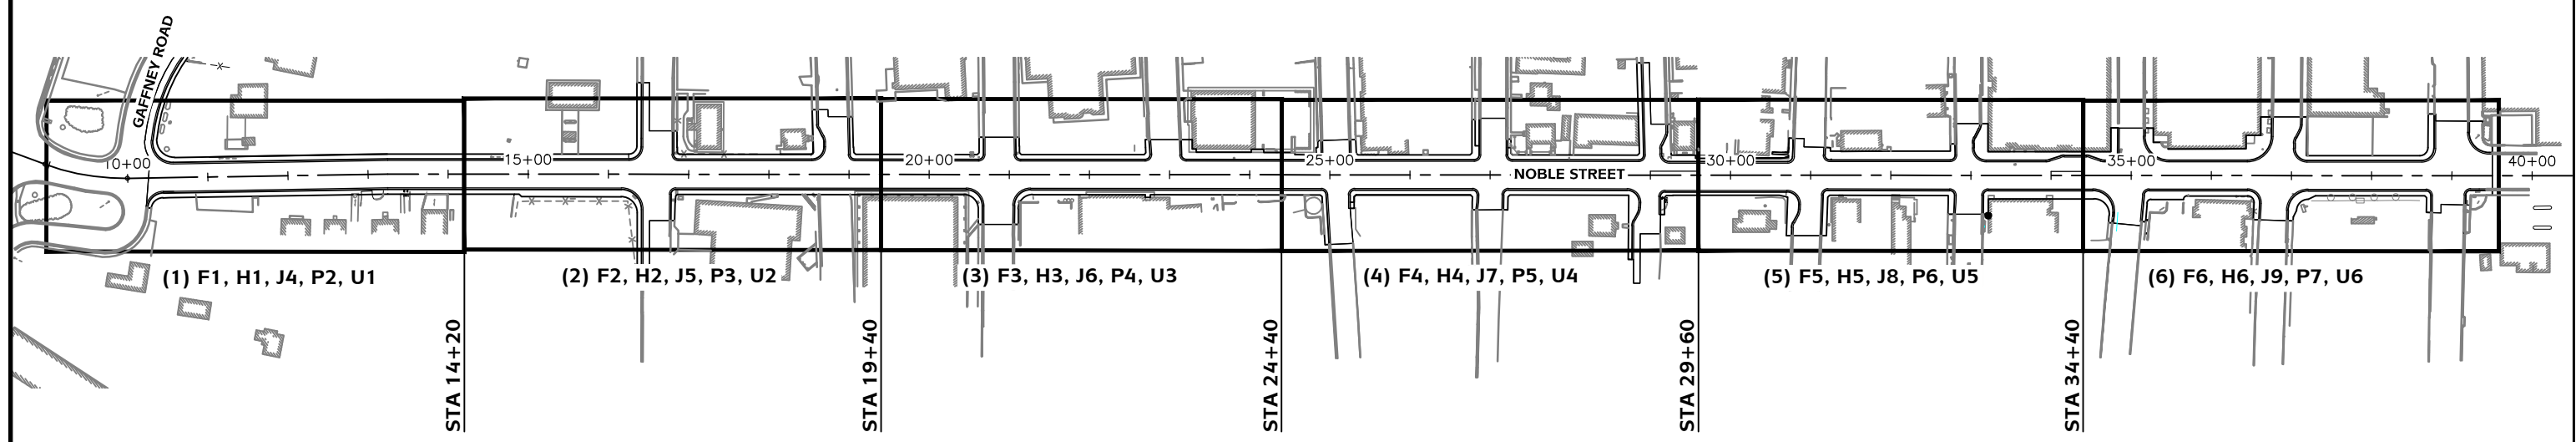 GAFFNEY ROAD
10+00
15+00
20+00
25+00
30+00
35+00
40+00
NOBLE STREET
(1) F1, H1, J4, P2, U1
(2) F2, H2, J5, P3, U2
(3) F3, H3, J6, P4, U3
(4) F4, H4, J7, P5, U4
(5) F5, H5, J8, P6, U5
(6) F6, H6, J9, P7, U6
STA 14+20
STA 19+40
STA 24+40
STA 29+60
STA 34+40